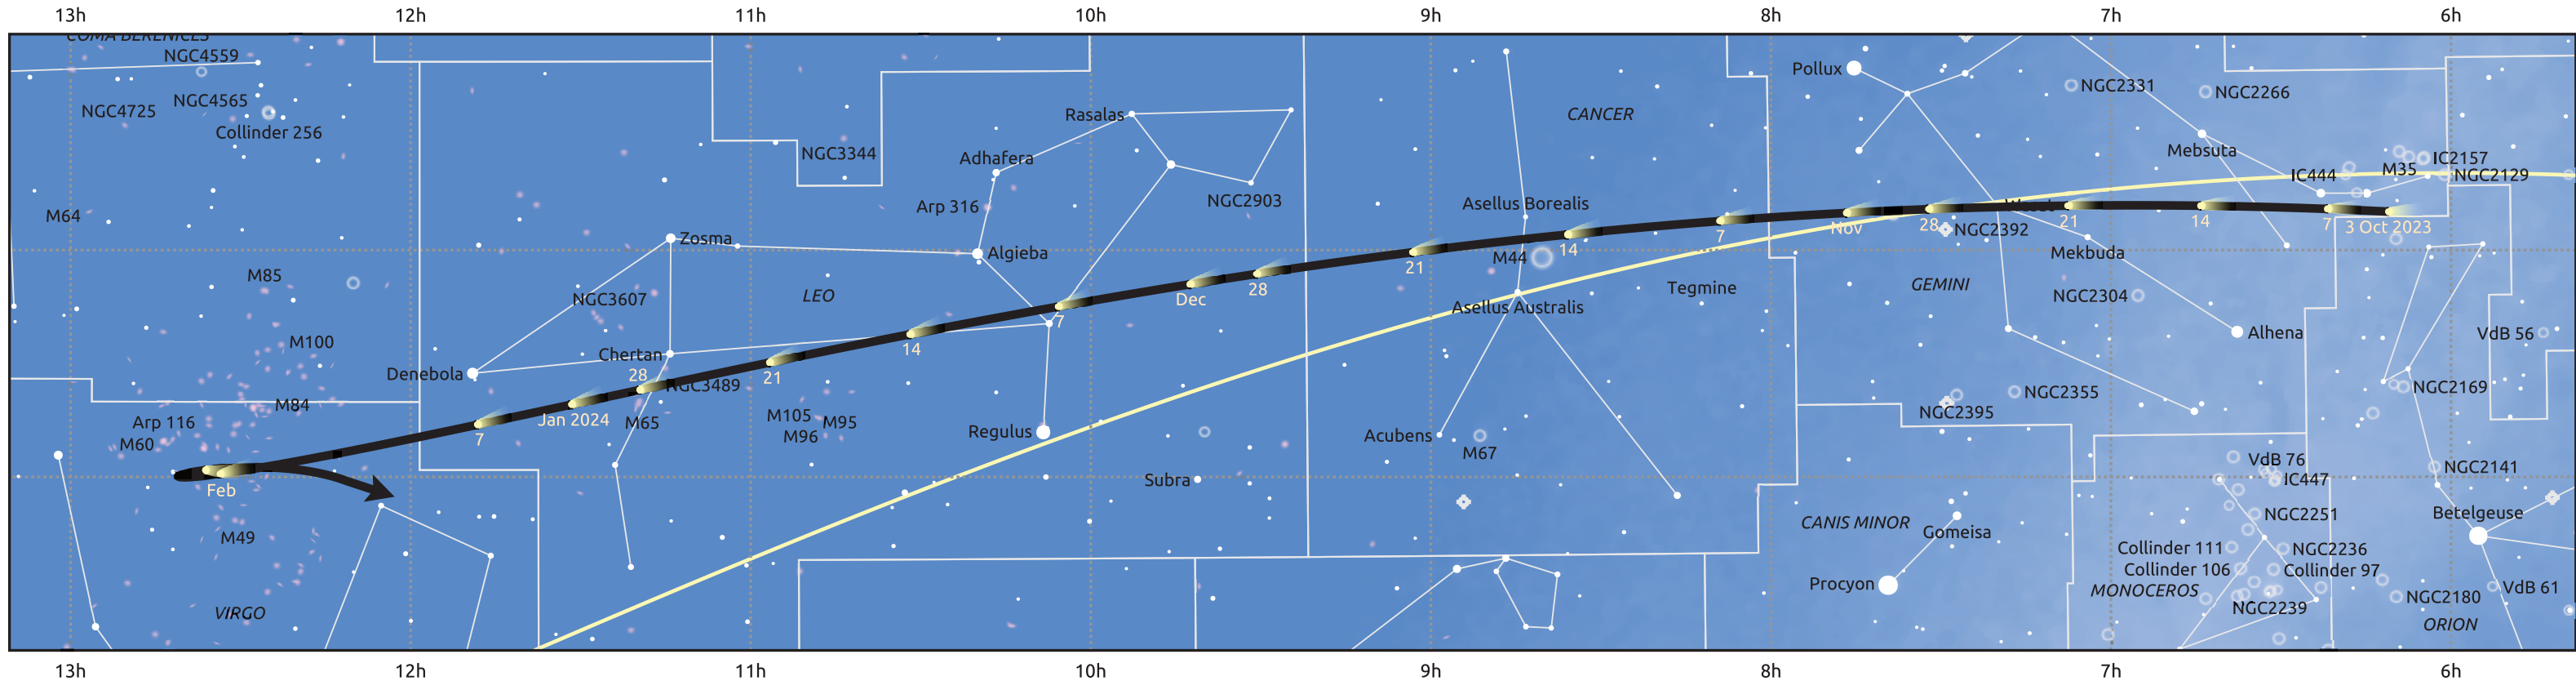 13h 12h 11h 10h 9h 8h 7h 6h
COMA BERENICES
NGC4559
NGC4565
NGC4725
Collinder 256
M64
M85
M100
M84
Arp 116
M60
M49
VIRGO
Feb
Denebola
7
Jan 2024
NGC3607
Zosma
Chertan
28
NGC3489
M65
21
M105
M95
M96
LEO
14
NGC3344
Rasalas
Adhafera
Arp 316
Algieba
7
Regulus
NGC2903
Dec
28
Subra
CANCER
Asellus Borealis
21
14
M44
Asellus Australis
Acubens
M67
Tegmine
7
Pollux
Nov
28
Wasat
NGC2392
GEMINI
NGC2331
NGC2266
Mebsuta
IC444
M35
IC2157
NGC2129
21
14
7
3 Oct 2023
Mekbuda
NGC2304
Alhena
VdB 56
NGC2355
NGC2395
NGC2169
CANIS MINOR
Gomeisa
Procyon
VdB 76
IC447
NGC2141
NGC2251
Betelgeuse
Collinder 111
NGC2236
Collinder 106
Collinder 97
MONOCEROS
NGC2239
VdB 61
NGC2180
ORION
13h 12h 11h 10h 9h 8h 7h 6h